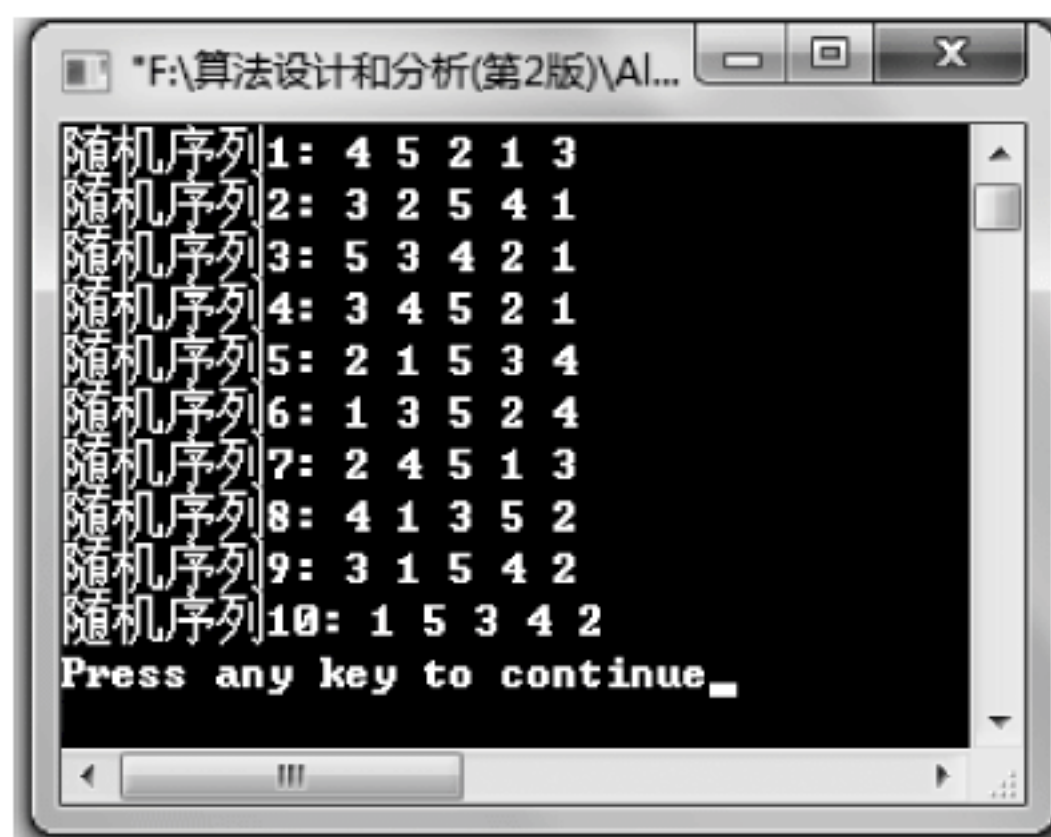 "F:\算法设计和分析(第2版)\Al...
随机序列1: 4 5 2 1 3
随机序列2: 3 2 5 4 1
随机序列3: 5 3 4 2 1
随机序列4: 3 4 5 2 1
随机序列5: 2 1 5 3 4
随机序列6: 1 3 5 2 4
随机序列7: 2 4 5 1 3
随机序列8: 4 1 3 5 2
随机序列9: 3 1 5 4 2
随机序列10: 1 5 3 4 2
Press any key to continue_